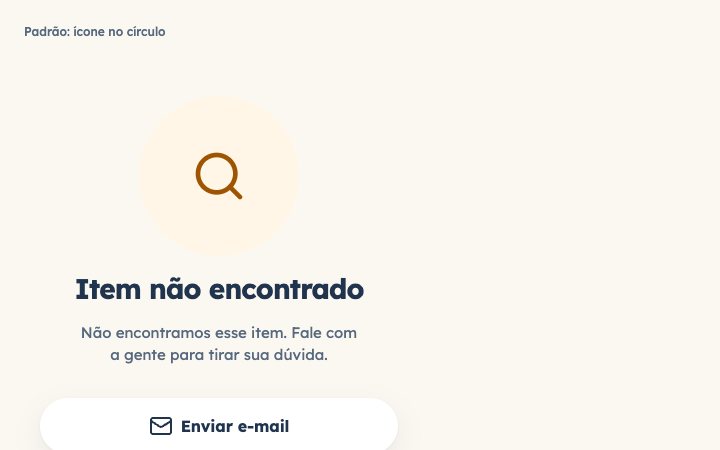 Padrão: ícone no círculo
Item não encontrado
Não encontramos esse item. Fale com
a gente para tirar sua dúvida.
Enviar e-mail